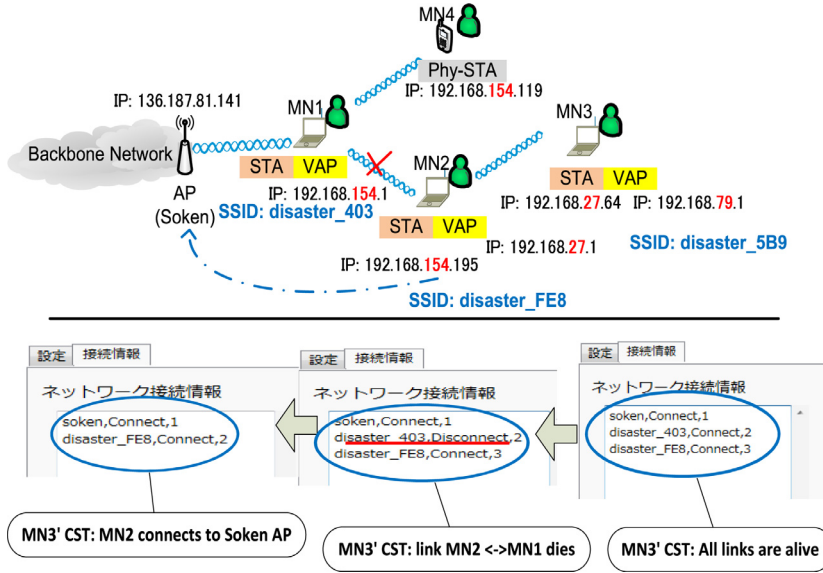 MN4
Phy-STA
IP: 192.168.154.119
IP: 136.187.81.141
MN1
MN3
Backbone Network
MN2
STA VAP
STA VAP
AP
(Soken)
IP: 192.168.154.1
SSID: disaster_403
IP: 192.168.27.64
IP: 192.168.79.1
STA VAP
IP: 192.168.27.1
SSID: disaster_5B9
IP: 192.168.154.195
SSID: disaster_FE8
設定 接続情報
ネットワーク接続情報
soken,Connect,1
disaster_FE8,Connect,2
設定 接続情報
ネットワーク接続情報
soken,Connect,1
disaster_403,Disconnect,2
disaster_FE8,Connect,3
設定 接続情報
ネットワーク接続情報
soken,Connect,1
disaster_403,Connect,2
disaster_FE8,Connect,3
MN3' CST: MN2 connects to Soken AP
MN3' CST: link MN2 <->MN1 dies
MN3' CST: All links are alive